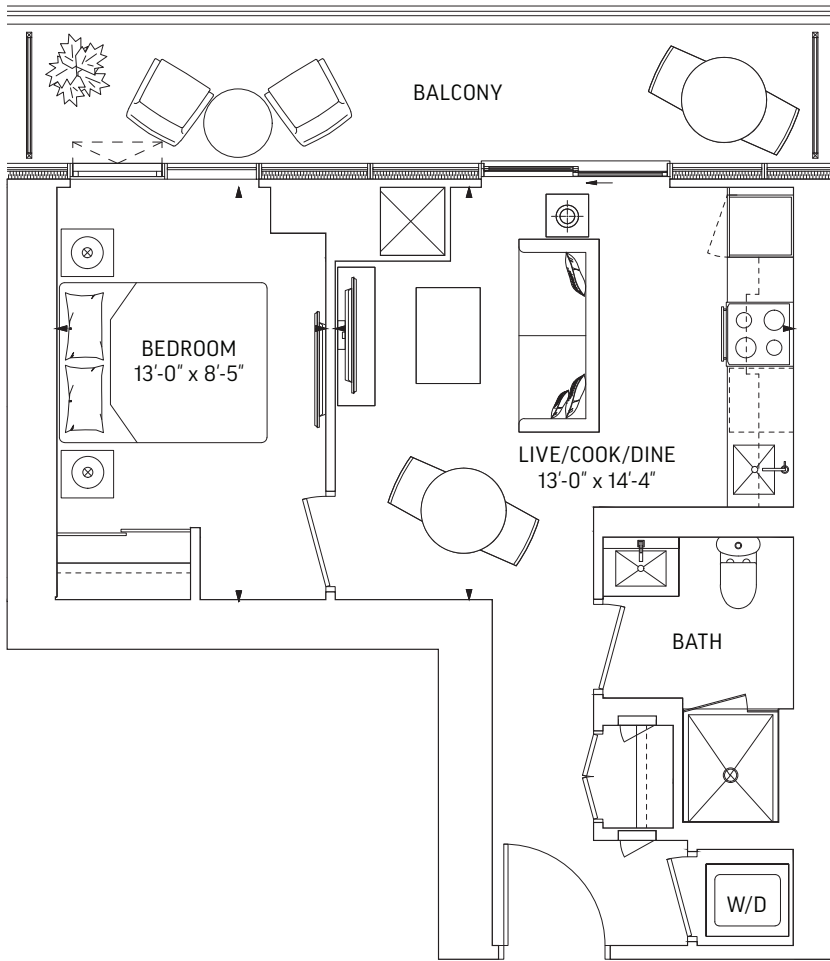 BALCONY
BEDROOM
13'-0" x 8'-5"
LIVE/COOK/DINE
13'-0" x 14'-4"
BATH
W/D